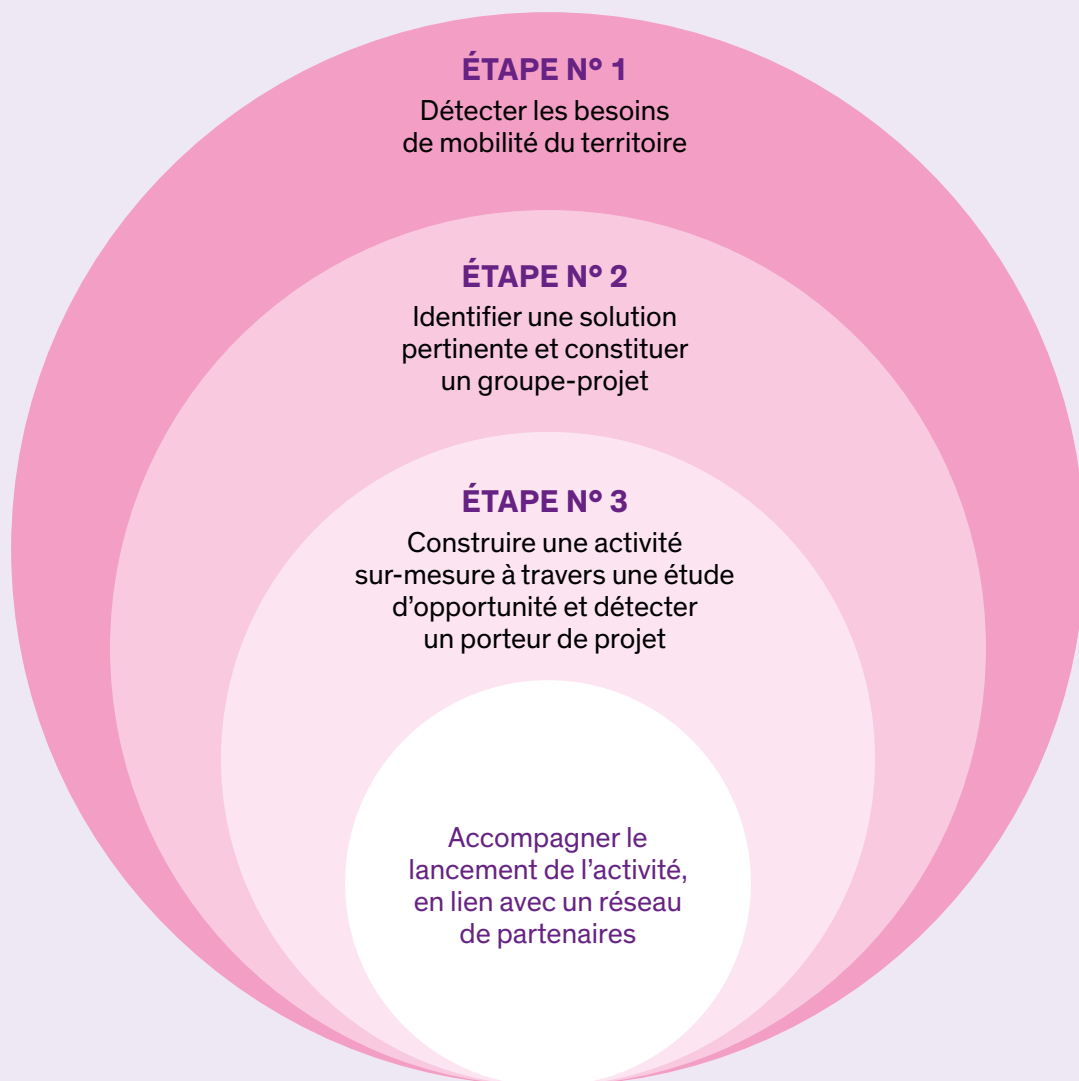 ÉTAPE N° 1
Détecter les besoins
de mobilité du territoire
ÉTAPE N° 2
Identifier une solution
pertinente et constituer
un groupe-projet
ÉTAPE N° 3
Construire une activité
sur-mesure à travers une étude
d’opportunité et détecter
un porteur de projet
Accompagner le
lancement de l’activité,
en lien avec un réseau
de partenaires